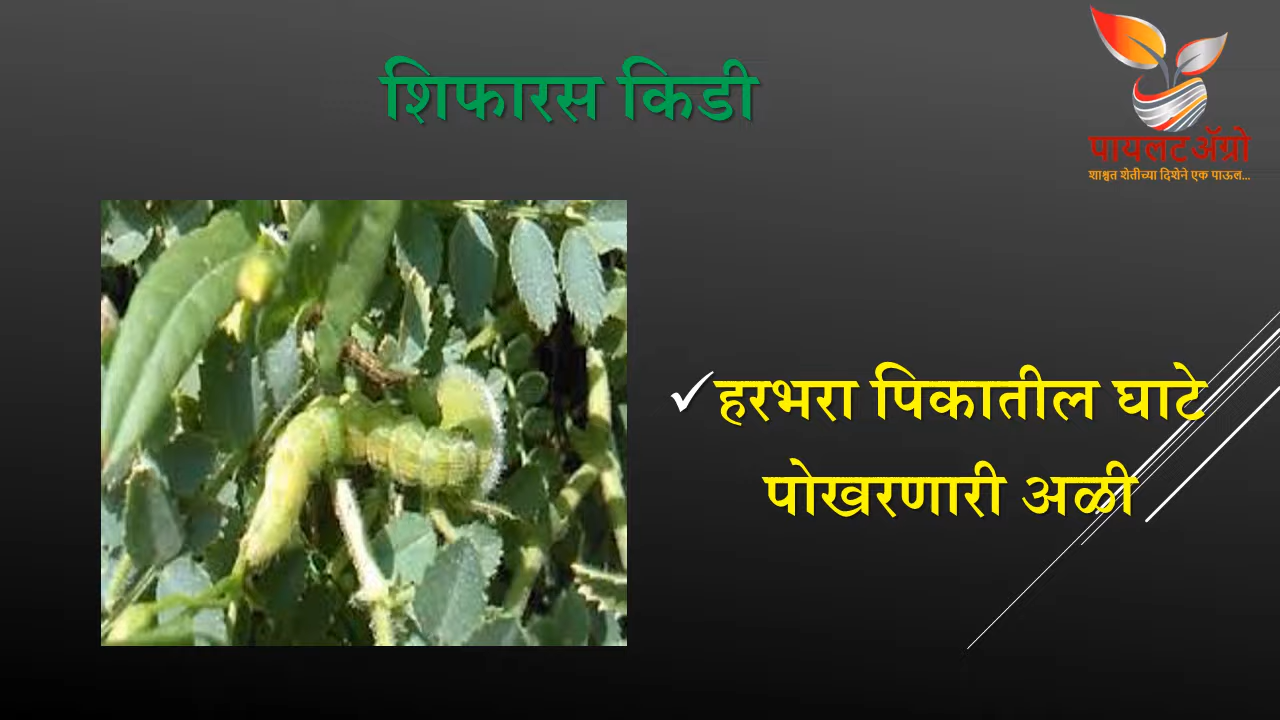 शिफारस किडी
पायलटॲग्रो
शाश्वत शेतीच्या दिशेने एक पाऊल...
✓हरभरा पिकातील घाटे
पोखरणारी अळी